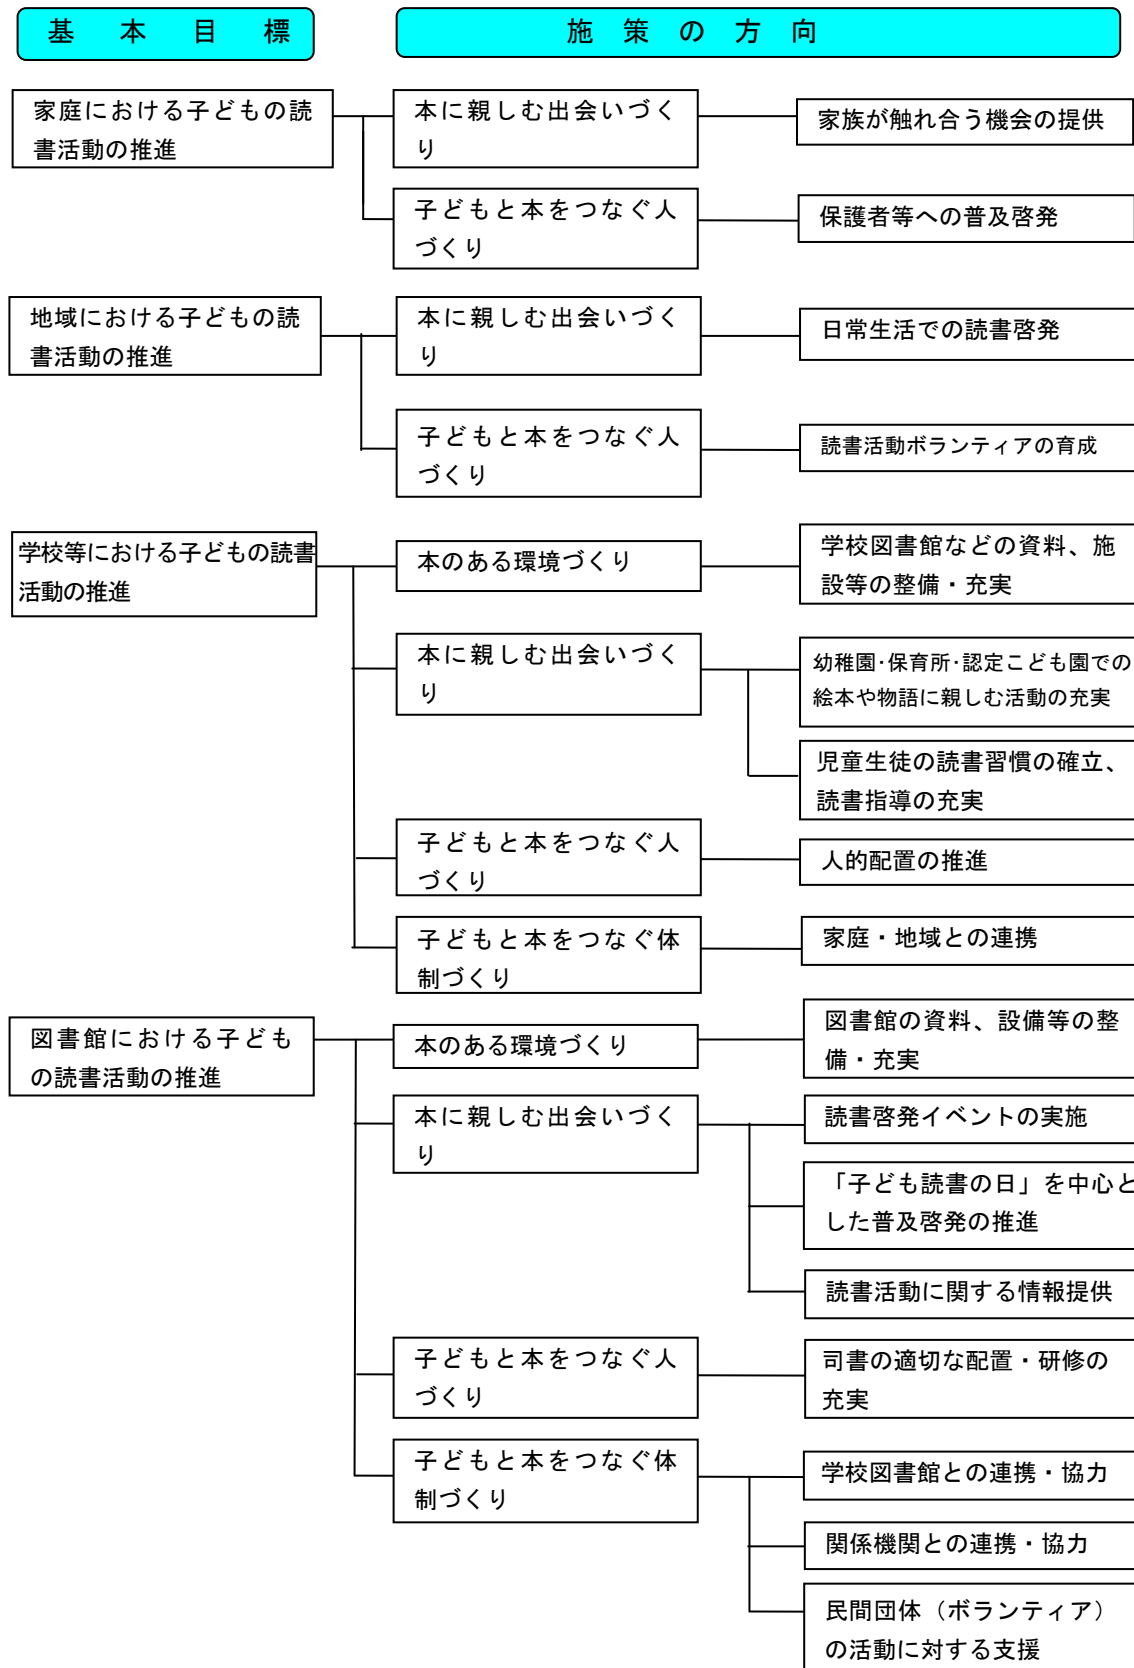 基本目標
施策の方向
家庭における子どもの読
書活動の推進
本に親しむ出会いづく
り
家族が触れ合う機会の提供
子どもと本をつなぐ人
づくり
保護者等への普及啓発
地域における子どもの読
書活動の推進
本に親しむ出会いづく
り
日常生活での読書啓発
子どもと本をつなぐ人
づくり
読書活動ボランティアの育成
学校等における子どもの読書
活動の推進
本のある環境づくり
学校図書館などの資料、施
設等の整備・充実
本に親しむ出会いづく
り
幼稚園・保育所・認定こども園での
絵本や物語に親しむ活動の充実
児童生徒の読書習慣の確立、
読書指導の充実
子どもと本をつなぐ人
づくり
人的配置の推進
子どもと本をつなぐ体
制づくり
家庭・地域との連携
図書館における子ども
の読書活動の推進
本のある環境づくり
図書館の資料、設備等の整
備・充実
本に親しむ出会いづく
り
読書啓発イベントの実施
「子ども読書の日」を中心と
した普及啓発の推進
読書活動に関する情報提供
子どもと本をつなぐ人
づくり
司書の適切な配置・研修の
充実
子どもと本をつなぐ体
制づくり
学校図書館との連携・協力
関係機関との連携・協力
民間団体（ボランティア）
の活動に対する支援